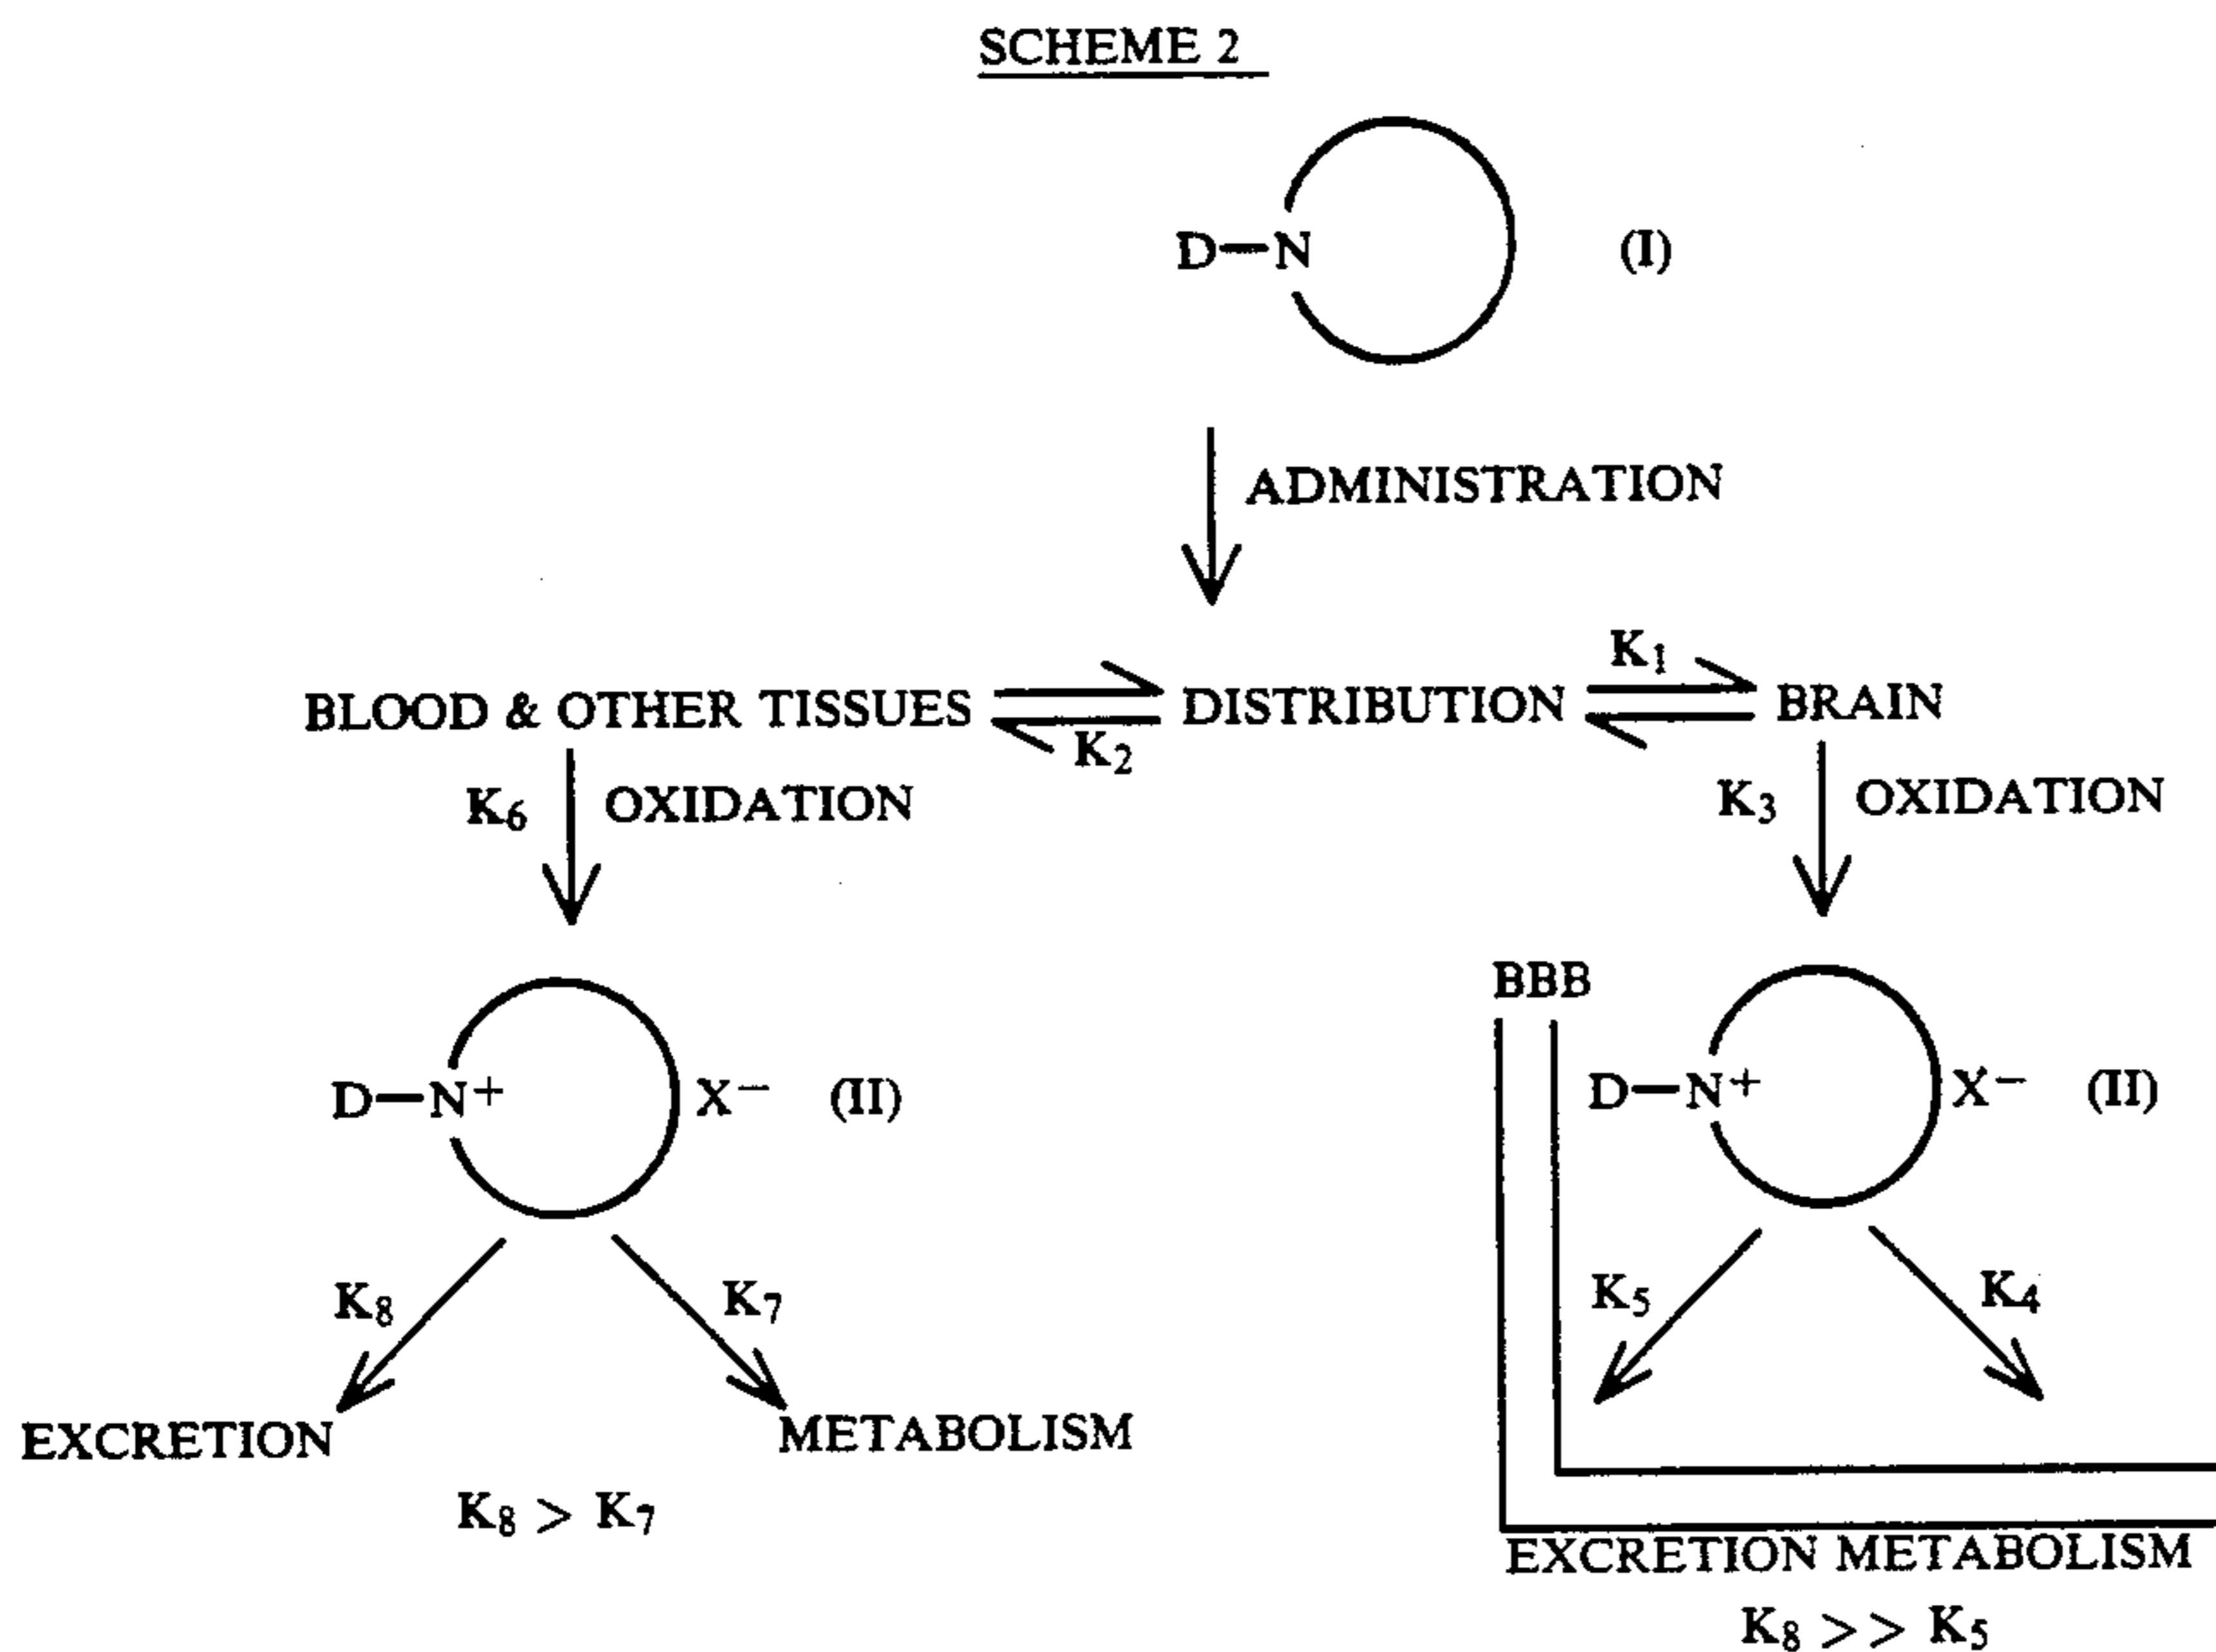 SCHEME 2
D—N (I)
ADMINISTRATION
K1
BLOOD & OTHER TISSUES DISTRIBUTION BRAIN
K2
K6 OXIDATION K3 OXIDATION
BBB
D—N+ X− (II) D—N+ X− (II)
K8 K7 K5 K4
EXCRETION METABOLISM
K8 > K7
EXCRETION METABOLISM
K8 >> K5